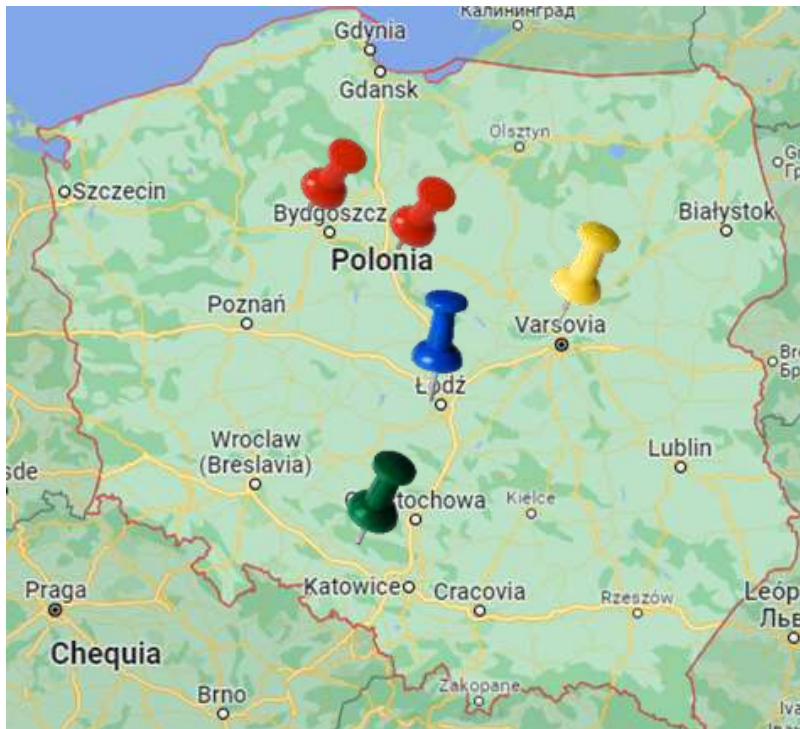 Калининград
Gdynia
Gdansk
Olsztyn
Szczecin
Bydgoszcz
Białystok
Polonia
Poznań
Varsovia
Łódź
Wroclaw
(Breslavia)
Lublin
tochowa
Kielce
Praga
Katowice
Cracovia
Rzeszów
Chequia
Zakopane
Brno